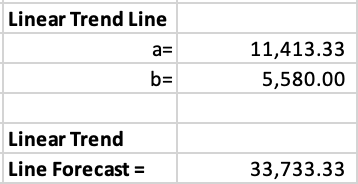 Linear Trend Line
a= 11,413.33
b= 5,580.00
Linear Trend
Line Forecast = 33,733.33